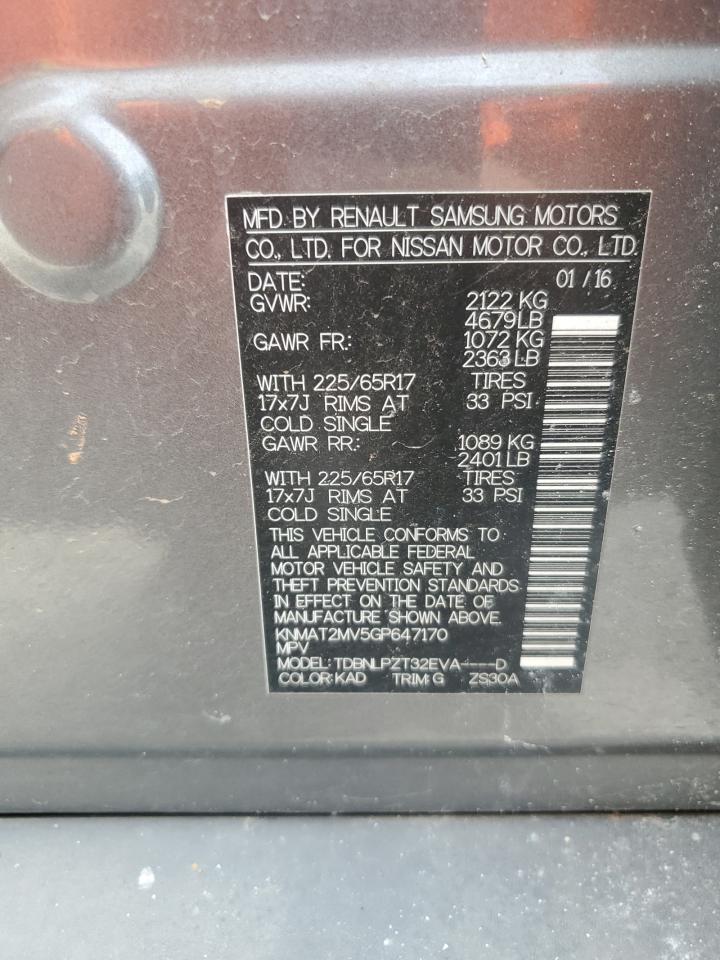 MFD. BY RENAULT SAMSUNG MOTORS
CO., LTD. FOR NISSAN MOTOR CO., LTD.
DATE: 01 / 16
GVWR: 2122 KG
4679 LB
GAWR FR.: 1072 KG
2363 LB
WITH 225/65R17 TIRES
17x7J RIMS AT 33 PSI
COLD SINGLE
GAWR RR.: 1089 KG
2401 LB
WITH 225/65R17 TIRES
17x7J RIMS AT 33 PSI
COLD SINGLE
THIS VEHICLE CONFORMS TO
ALL APPLICABLE FEDERAL
MOTOR VEHICLE SAFETY AND
THEFT PREVENTION STANDARDS
IN EFFECT ON THE DATE OF
MANUFACTURE SHOWN ABOVE.
KNMAT2MV5GP647170
MPV
MODEL: TDBNLPZT32EVA----D
COLOR: KAD TRIM: G ZS30A